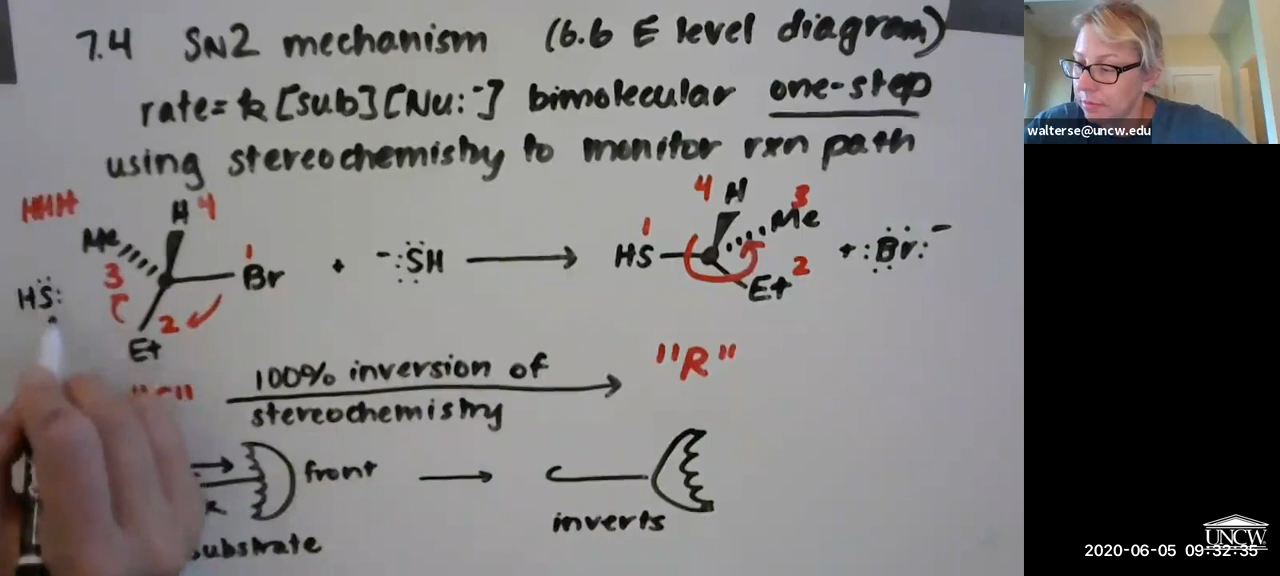 7.4 SN2 mechanism (6.6 E level diagram)
rate=k[sub][Nu:⁻] bimolecular one-step
using stereochemistry to monitor rxn path
H 4
Me
3
1
Br
2
Et
HS:
+ ⁻:SH
4 H 3
Me
1
HS
2
Et
+ :Br:⁻
100% inversion of
stereochemistry
"R"
front
inverts
substrate
walterse@uncw.edu
UNCW
2020-06-05 09:32:35